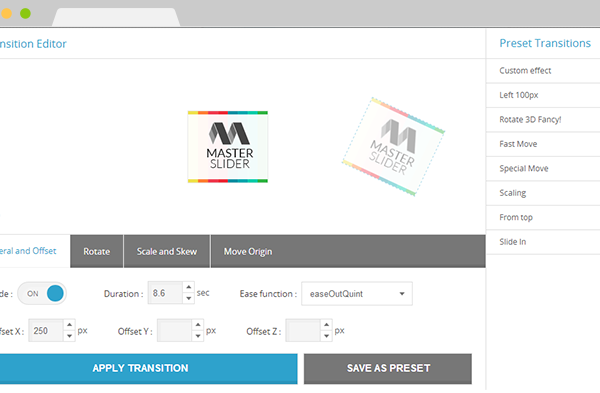 nsition Editor
Preset Transitions
Custom effect
Left 100px
Rotate 3D Fancy!
Fast Move
Special Move
Scaling
From top
Slide In
MASTER
SLIDER
MASTER
SLIDER
eral and Offset Rotate Scale and Skew Move Origin
de : ON Duration : 8.6 sec Ease function : easeOutQuint
ffset X : 250 px Offset Y : px Offset Z : px
APPLY TRANSITION SAVE AS PRESET